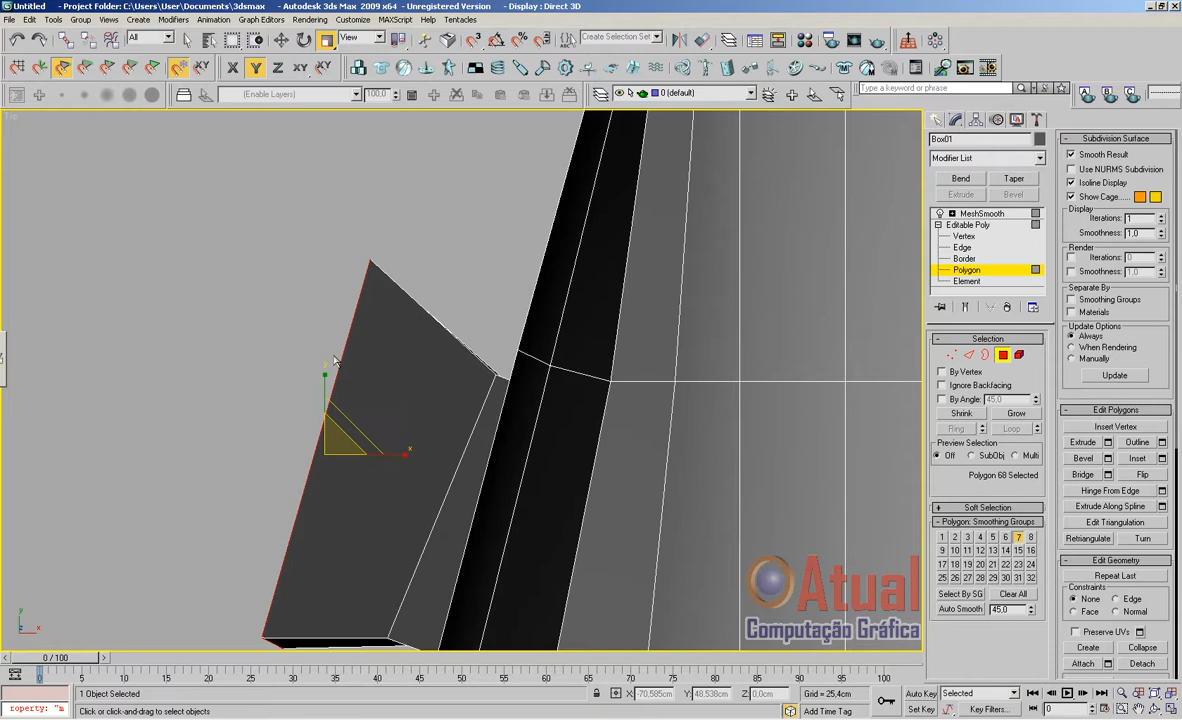 Untitled - Project Folder: C:\Users\User\Documents\3dsmax - Autodesk 3ds Max 2009 x64 - Unregistered Version - Display : Direct 3D
File Edit Tools Group Views Create Modifiers Animation Graph Editors Rendering Customize MAXScript Help Tentacles
All View Create Selection Set
X Y Z XY XY
(Enable Layers) 100,0 0 (default) Type a keyword or phrase
Top
Box01
Modifier List
Bend Taper
Extrude Bevel
MeshSmooth
Editable Poly
Vertex
Edge
Border
Polygon
Element
Selection
By Vertex
Ignore Backfacing
By Angle: 45,0
Shrink Grow
Ring Loop
Preview Selection
Off SubObj Multi
Polygon 68 Selected
Soft Selection
Polygon: Smoothing Groups
1 2 3 4 5 6 7 8
9 10 11 12 13 14 15 16
17 18 19 20 21 22 23 24
25 26 27 28 29 30 31 32
Select By SG Clear All
Auto Smooth 45,0
Subdivision Surface
Smooth Result
Use NURMS Subdivision
Isoline Display
Show Cage......
Display
Iterations: 1
Smoothness: 1,0
Render
Iterations: 0
Smoothness: 1,0
Separate By
Smoothing Groups
Materials
Update Options
Always
When Rendering
Manually
Update
Edit Polygons
Insert Vertex
Extrude Outline
Bevel Inset
Bridge Flip
Hinge From Edge
Extrude Along Spline
Edit Triangulation
Retriangulate Turn
Edit Geometry
Repeat Last
Constraints
None Edge
Face Normal
Preserve UVs
Create Collapse
Attach Detach
y
x
y
z x
Atual
Computação Gráfica
0 / 100
0 5 10 15 20 25 30 35 40 45 50 55 60 65 70 75 80 85 90 95 100
1 Object Selected X: -70,585cm Y: 48,538cm Z: 0,0cm Grid = 25,4cm Auto Key Selected
roperty: "m Click or click-and-drag to select objects Add Time Tag Set Key Key Filters... 0